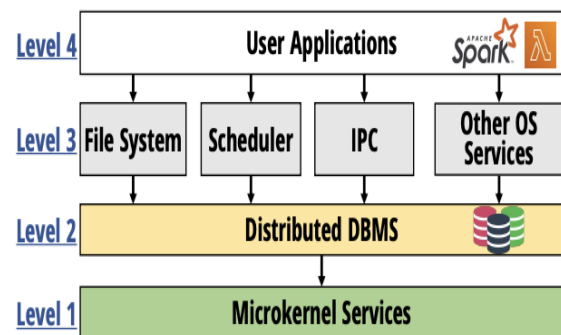 Level 4
User Applications
APACHE
Spark
λ
Level 3
File System
Scheduler
IPC
Other OS
Services
Level 2
Distributed DBMS
Level 1
Microkernel Services